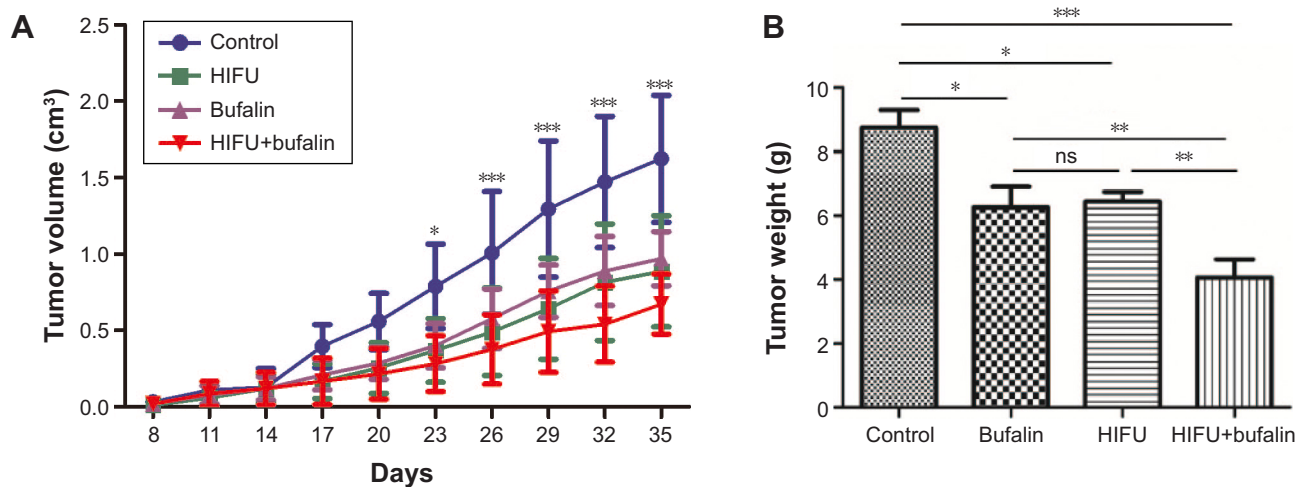 A
Tumor volume (cm³)
2.5
2.0
1.5
1.0
0.5
0.0
Control
HIFU
Bufalin
HIFU+bufalin
*
***
***
***
***
8 11 14 17 20 23 26 29 32 35
Days
B
Tumor weight (g)
10
8
6
4
2
0
***
*
*
**
ns
**
Control Bufalin HIFU HIFU+bufalin